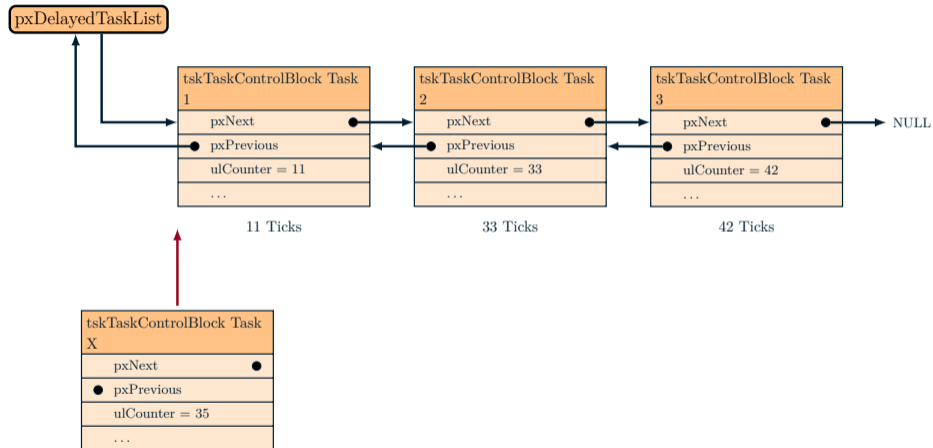 pxDelayedTaskList
tskTaskControlBlock Task
1
pxNext
pxPrevious
ulCounter = 11
...
11 Ticks
tskTaskControlBlock Task
2
pxNext
pxPrevious
ulCounter = 33
...
33 Ticks
tskTaskControlBlock Task
3
pxNext
pxPrevious
ulCounter = 42
...
42 Ticks
NULL
tskTaskControlBlock Task
X
pxNext
pxPrevious
ulCounter = 35
...